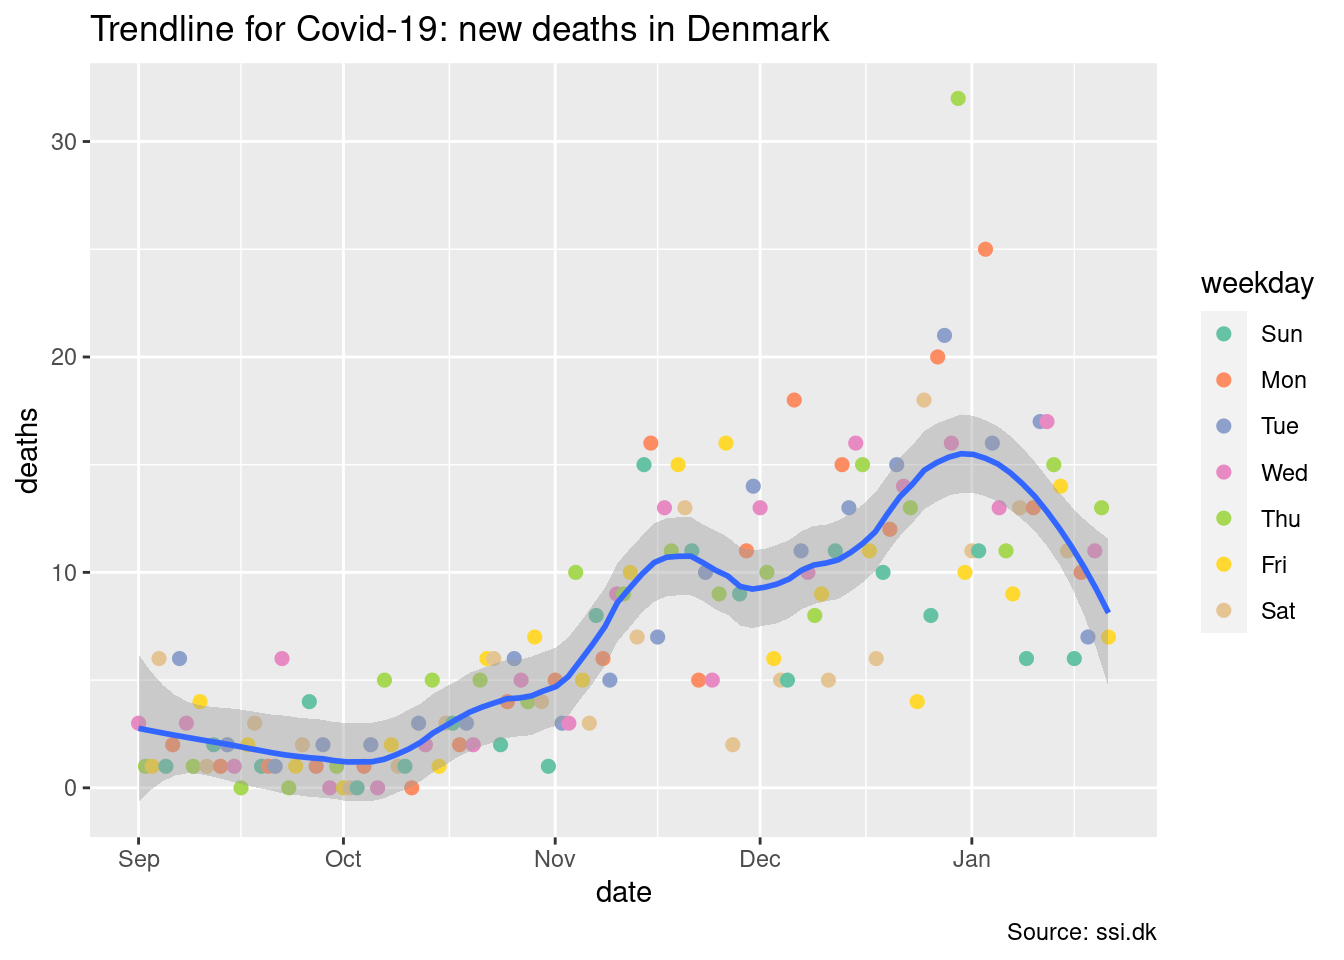 Trendline for Covid-19: new deaths in Denmark
30
20
10
0
deaths
Sep Oct Nov Dec Jan
date
weekday
Sun
Mon
Tue
Wed
Thu
Fri
Sat
Source: ssi.dk